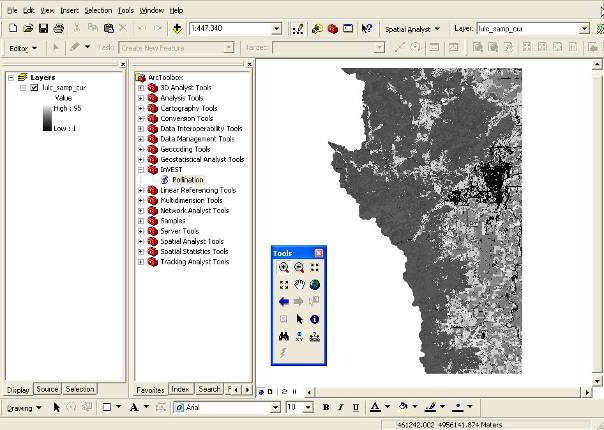 File Edit View Insert Selection Tools Window Help
1:447,340 Spatial Analyst Layer: lulc_samp_cur
Editor Task: Create New Feature Target:
Layers
lulc_samp_cur
Value
High : 95
Low : 1
ArcToolbox
3D Analyst Tools
Analysis Tools
Cartography Tools
Conversion Tools
Data Interoperability Tools
Data Management Tools
Geocoding Tools
Geostatistical Analyst Tools
InVEST
Pollination
Linear Referencing Tools
Multidimension Tools
Network Analyst Tools
Samples
Server Tools
Spatial Analyst Tools
Spatial Statistics Tools
Tracking Analyst Tools
Tools
XY
Display Source Selection
Favorites Index Search F
Drawing A Arial 10 B I U A
461242.002 4956141.874 Meters